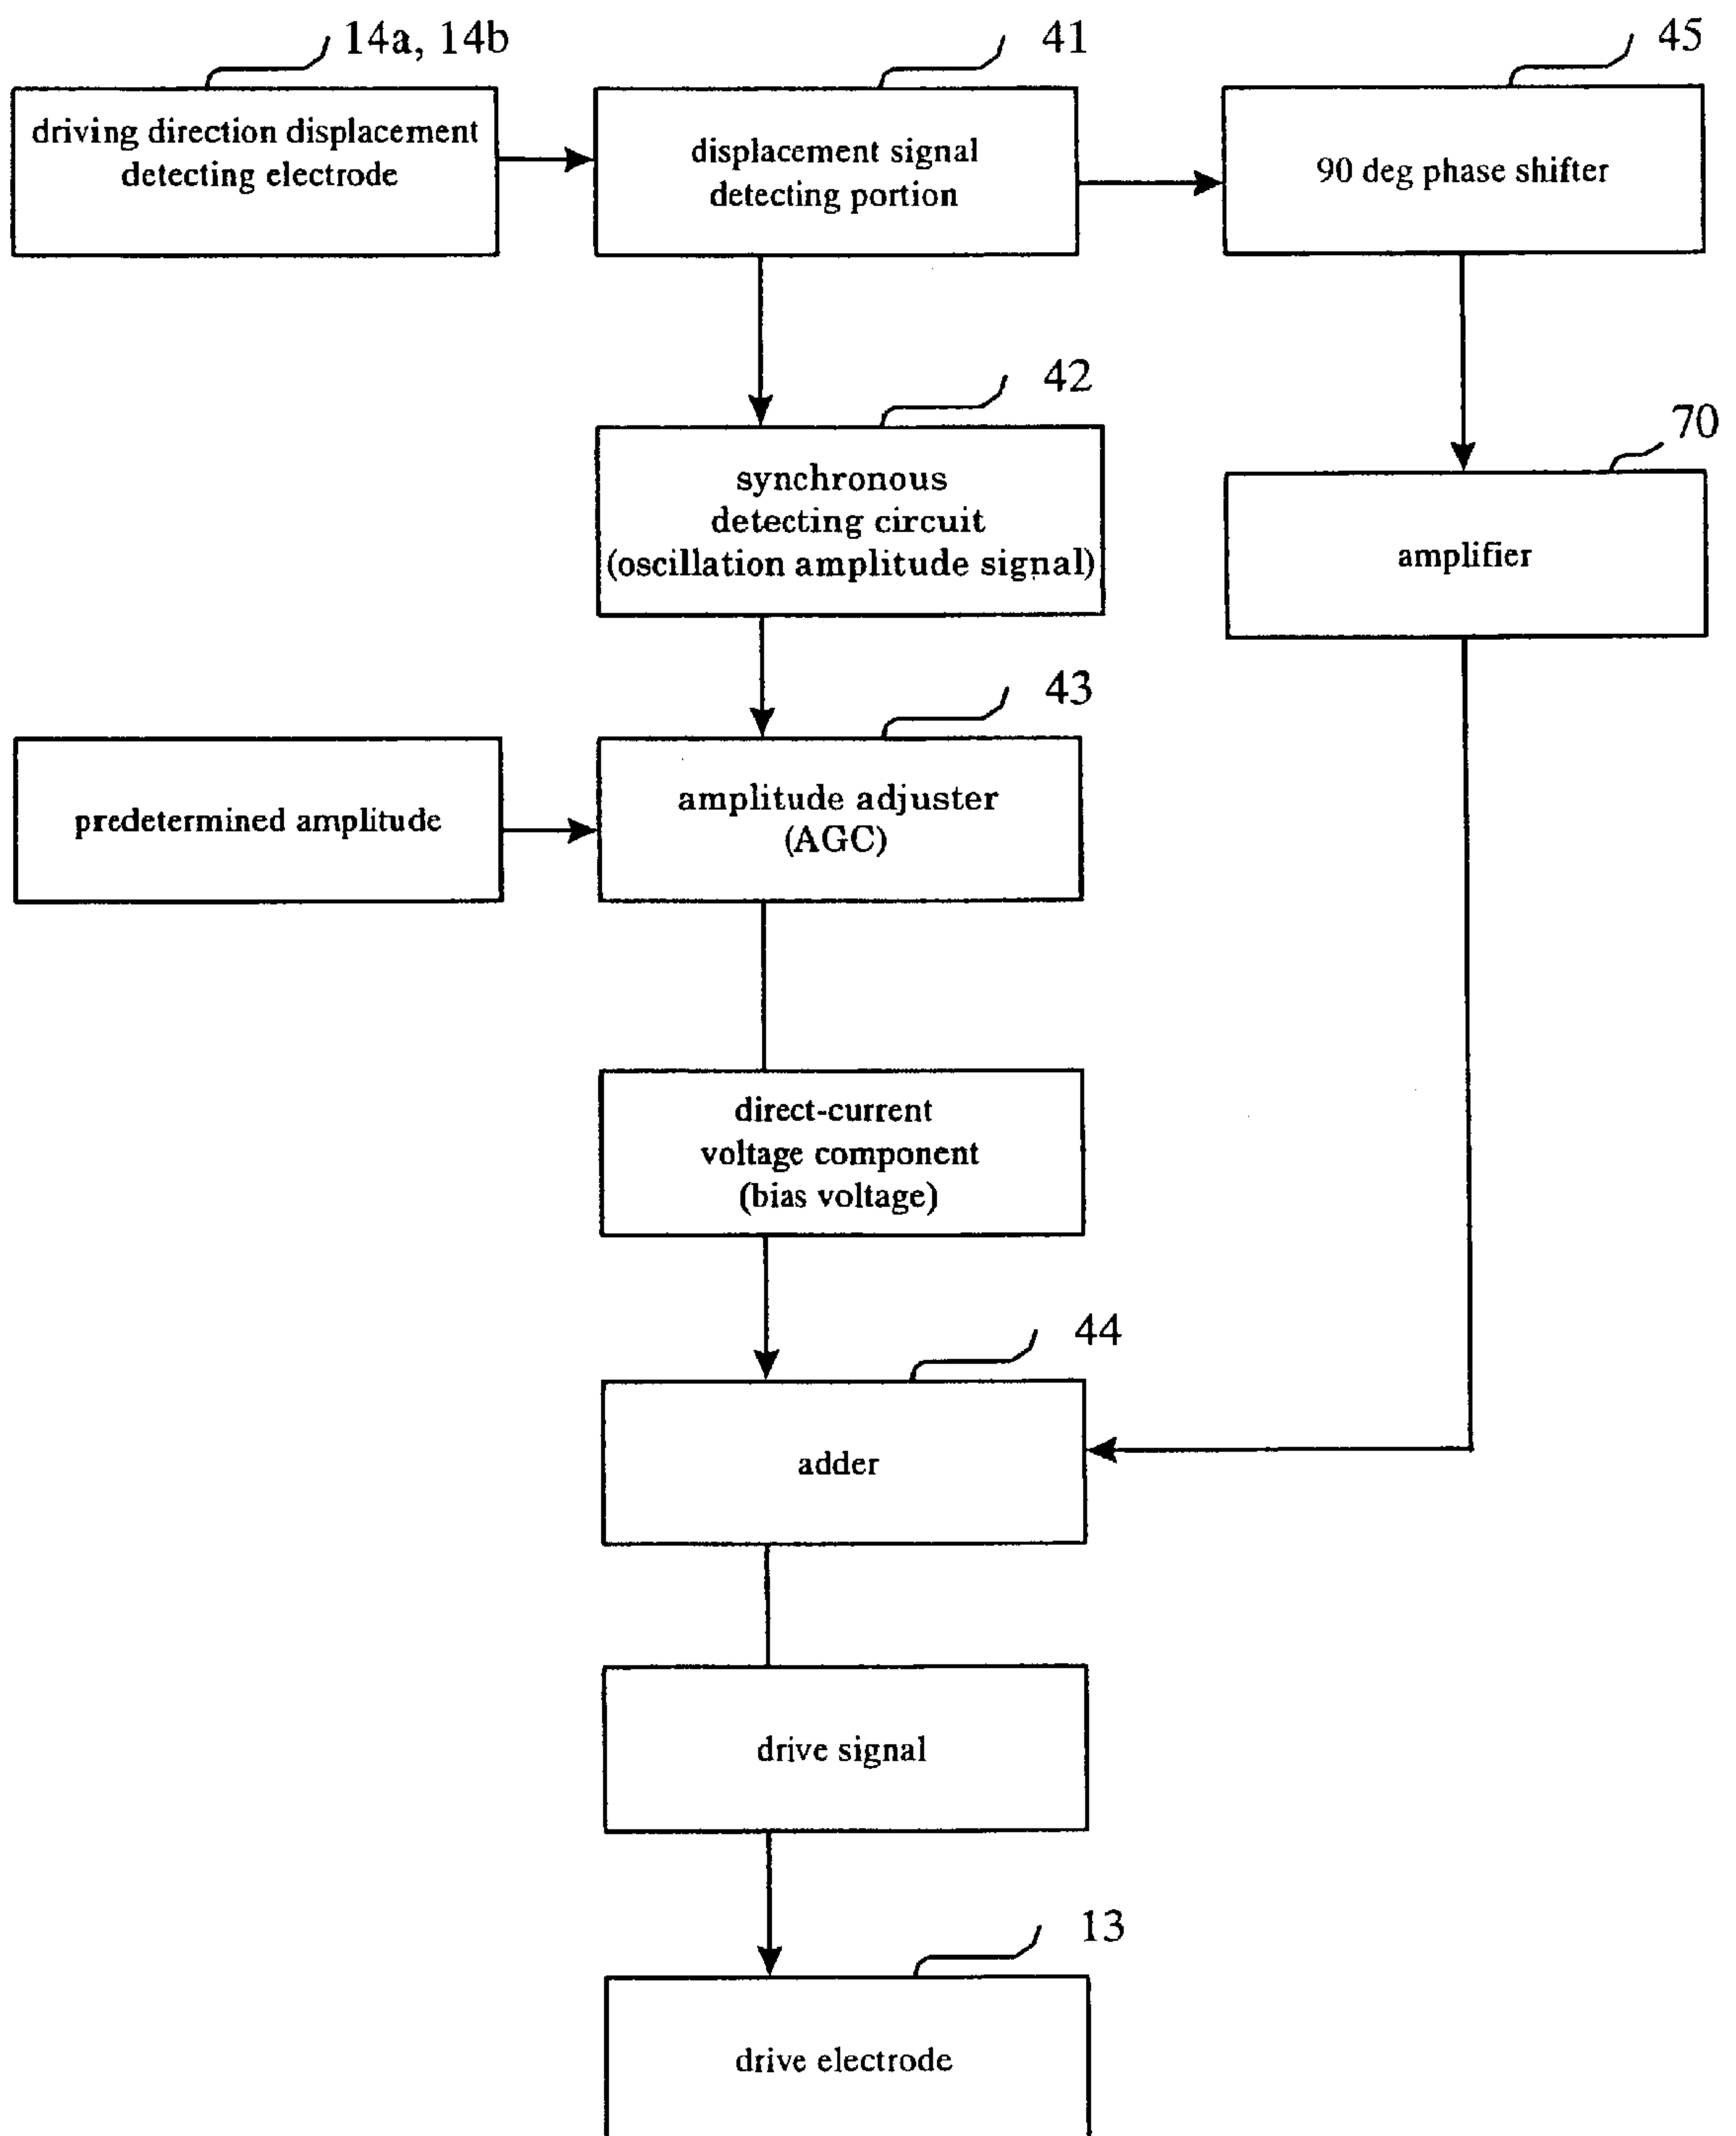 14a, 14b
driving direction displacement
detecting electrode
41
displacement signal
detecting portion
45
90 deg phase shifter
42
synchronous
detecting circuit
(oscillation amplitude signal)
70
amplifier
predetermined amplitude
43
amplitude adjuster
(AGC)
direct-current
voltage component
(bias voltage)
44
adder
drive signal
13
drive electrode